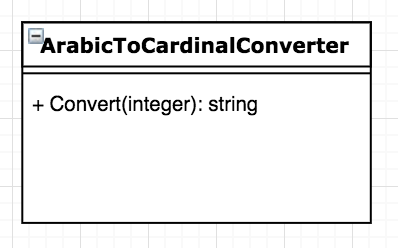 ArabicToCardinalConverter
+ Convert(integer): string